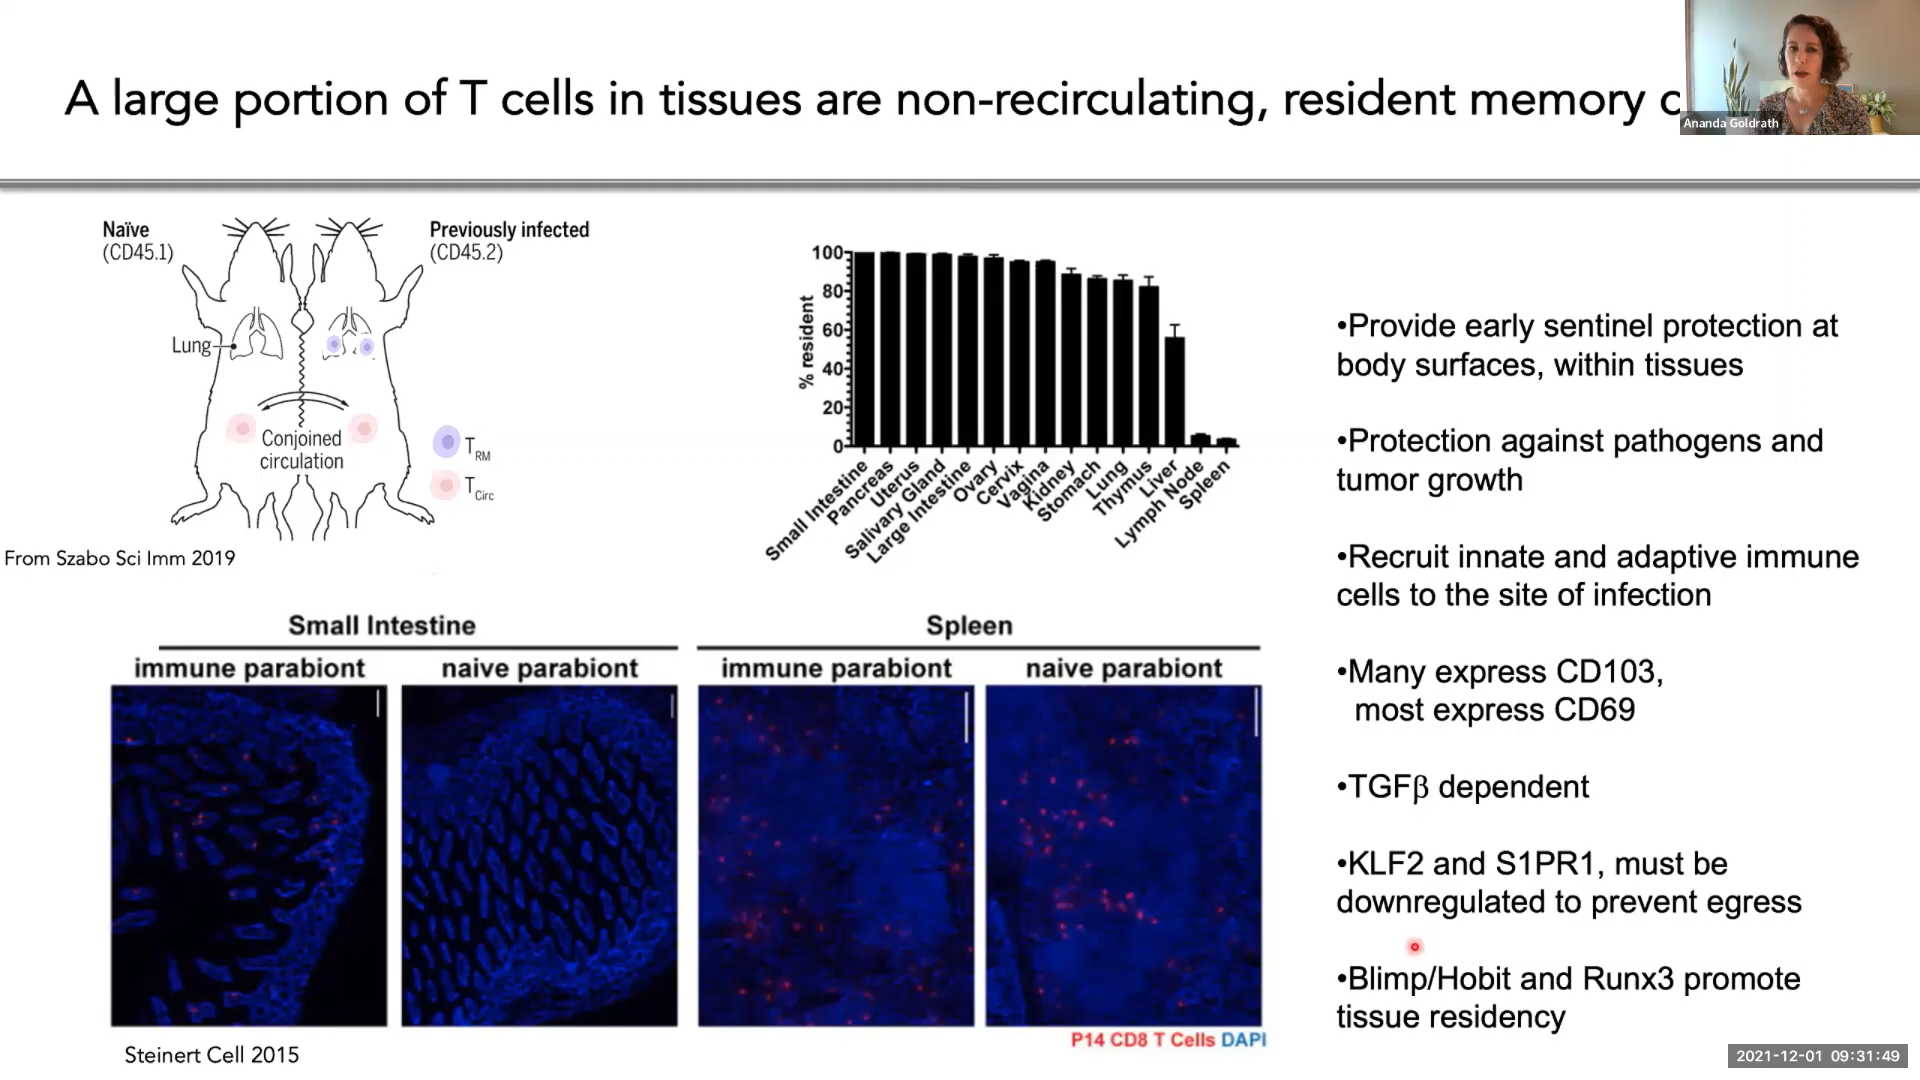 A large portion of T cells in tissues are non-recirculating, resident memory c
Ananda Goldrath
Naïve
(CD45.1)
Previously infected
(CD45.2)
Lung
Conjoined
circulation
TRM
TCirc
From Szabo Sci Imm 2019
% resident
100
80
60
40
20
0
Small Intestine
Pancreas
Uterus
Salivary Gland
Large Intestine
Ovary
Cervix
Vagina
Kidney
Stomach
Lung
Thymus
Liver
Lymph Node
Spleen
Small Intestine
Spleen
immune parabiont
naive parabiont
immune parabiont
naive parabiont
P14 CD8 T Cells DAPI
Steinert Cell 2015
•Provide early sentinel protection at
body surfaces, within tissues
•Protection against pathogens and
tumor growth
•Recruit innate and adaptive immune
cells to the site of infection
•Many express CD103,
most express CD69
•TGFβ dependent
•KLF2 and S1PR1, must be
downregulated to prevent egress
•Blimp/Hobit and Runx3 promote
tissue residency
2021-12-01 09:31:49